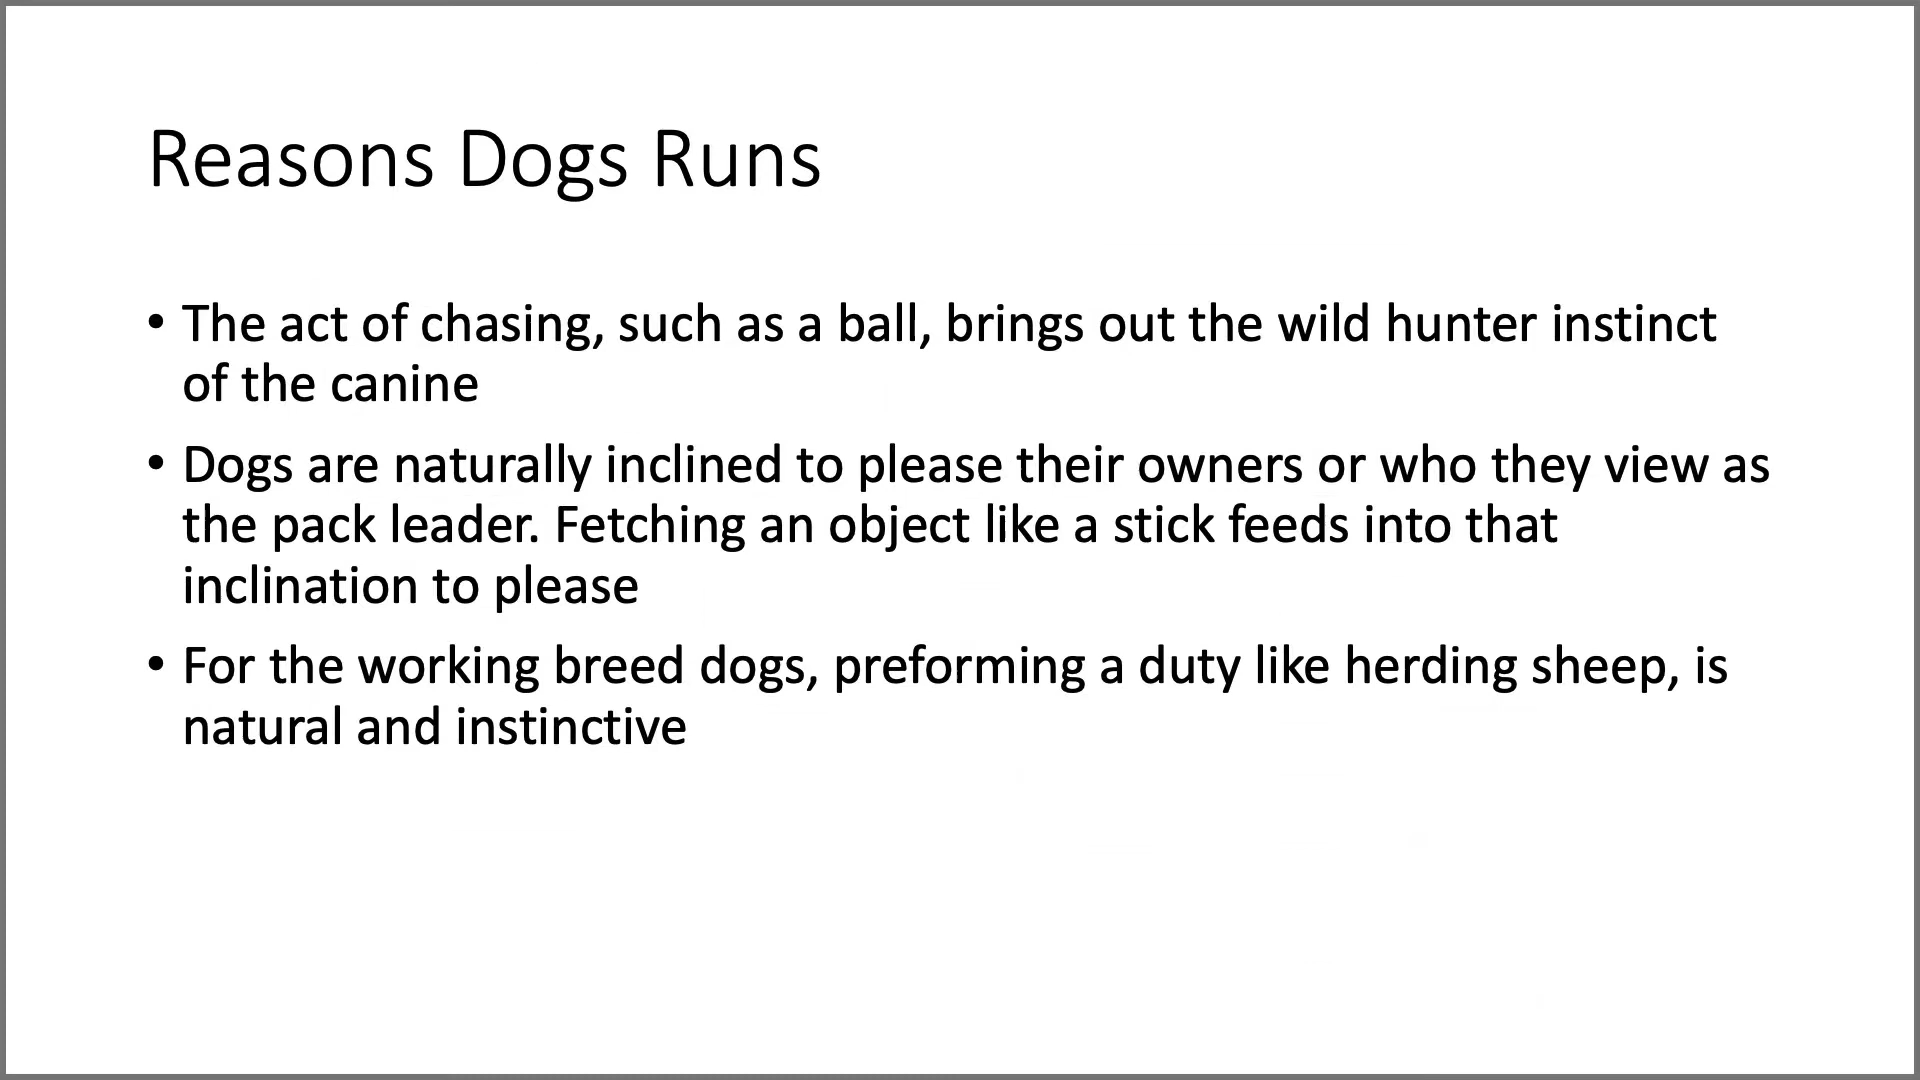 Reasons Dogs Runs
• The act of chasing, such as a ball, brings out the wild hunter instinct
of the canine
• Dogs are naturally inclined to please their owners or who they view as
the pack leader. Fetching an object like a stick feeds into that
inclination to please
• For the working breed dogs, preforming a duty like herding sheep, is
natural and instinctive